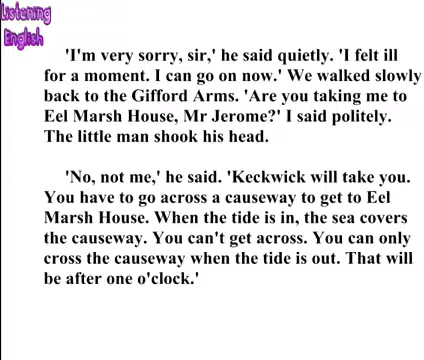 Listening
English
'I'm very sorry, sir,' he said quietly. 'I felt ill
for a moment. I can go on now.' We walked slowly
back to the Gifford Arms. 'Are you taking me to
Eel Marsh House, Mr Jerome?' I said politely.
The little man shook his head.
'No, not me,' he said. 'Keckwick will take you.
You have to go across a causeway to get to Eel
Marsh House. When the tide is in, the sea covers
the causeway. You can't get across. You can only
cross the causeway when the tide is out. That will
be after one o'clock.'